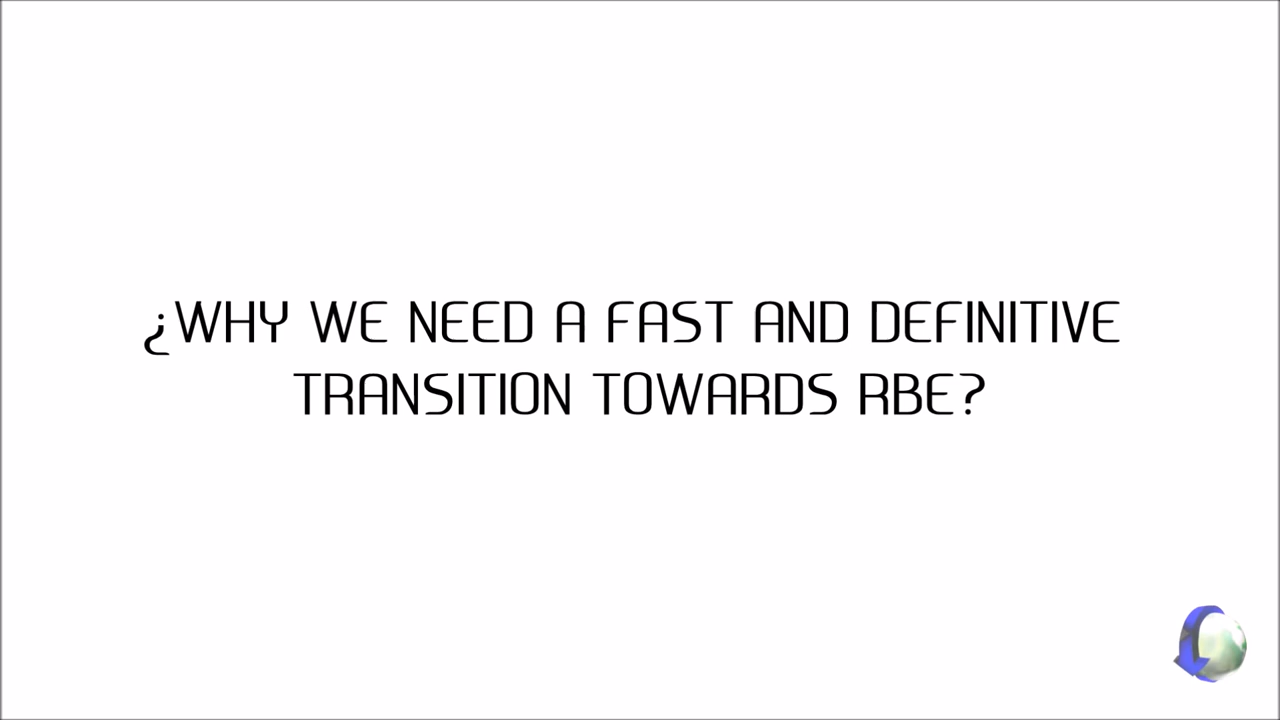 ¿WHY WE NEED A FAST AND DEFINITIVE
TRANSITION TOWARDS RBE?